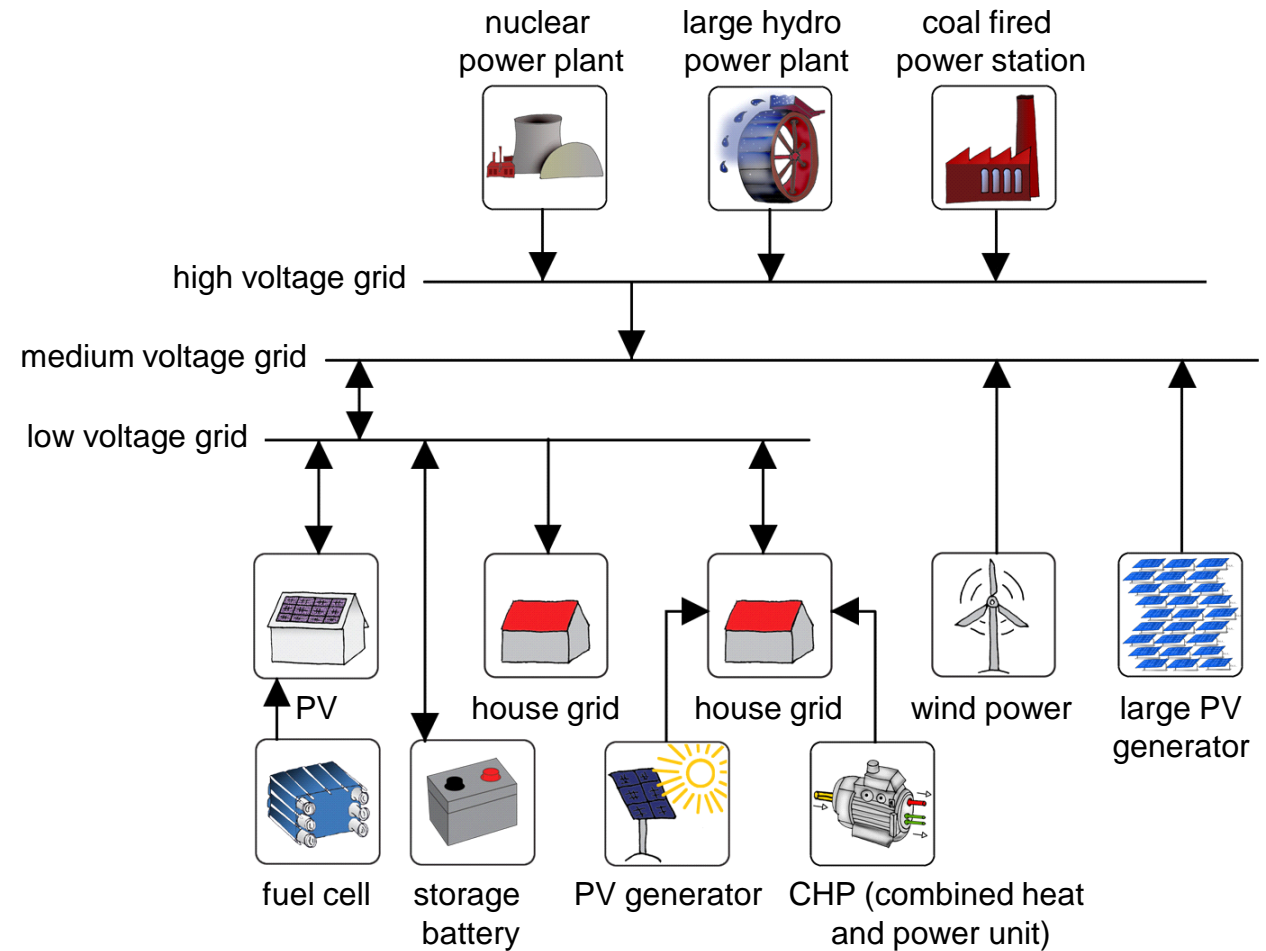 nuclear
power plant
large hydro
power plant
coal fired
power station
high voltage grid
medium voltage grid
low voltage grid
PV
house grid
house grid
wind power
large PV
generator
fuel cell
storage
battery
PV generator
CHP (combined heat
and power unit)